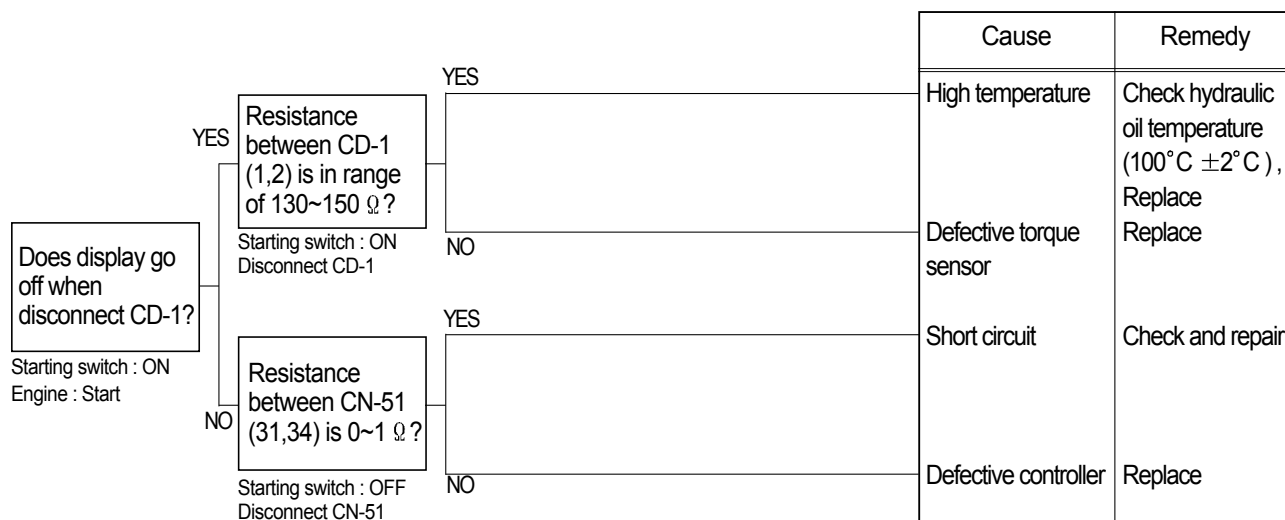 Cause
Remedy
YES
High temperature
Check hydraulic
oil temperature
(100°C ±2°C) ,
Replace
Resistance
between CD-1
(1,2) is in range
of 130~150 Ω?
YES
Starting switch : ON
Disconnect CD-1
NO
Defective torque
sensor
Replace
Does display go
off when
disconnect CD-1?
Starting switch : ON
Engine : Start
YES
Short circuit
Check and repair
Resistance
between CN-51
(31,34) is 0~1 Ω?
NO
Starting switch : OFF
Disconnect CN-51
NO
Defective controller
Replace